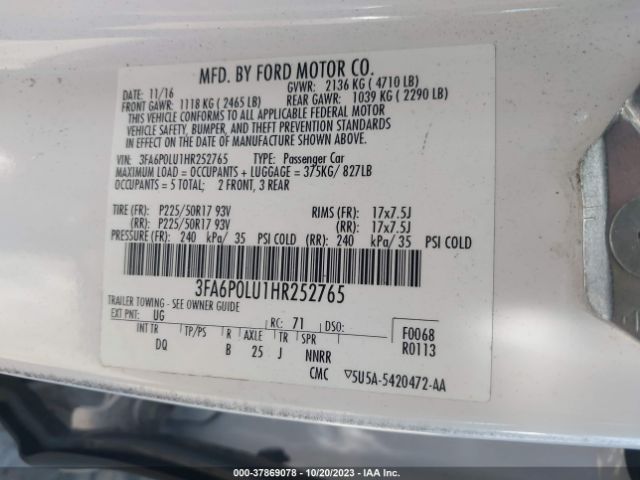 MFD. BY FORD MOTOR CO.
11/16 GVWR: 2136 KG ( 4710 LB)
FRONT GAWR: 1118 KG ( 2465 LB) REAR GAWR: 1039 KG ( 2290 LB)
THIS VEHICLE CONFORMS TO ALL APPLICABLE FEDERAL MOTOR
VEHICLE SAFETY, BUMPER, AND THEFT PREVENTION STANDARDS
IN EFFECT ON THE DATE OF MANUFACTURE SHOWN ABOVE.
VIN: 3FA6P0LU1HR252765 TYPE: Passenger Car
MAXIMUM LOAD = OCCUPANTS + LUGGAGE = 375KG/ 827LB
OCCUPANTS = 5 TOTAL; 2 FRONT, 3 REAR
TIRE (FR): P225/50R17 93V RIMS (FR): 17x7.5J
(RR): P225/50R17 93V (RR): 17x7.5J
PRESSURE (FR): 240 kPa/ 35 PSI COLD (RR): 240 kPa/ 35 PSI COLD
3FA6P0LU1HR252765
TRAILER TOWING - SEE OWNER GUIDE
EXT PNT: UG RC: 71 DSO: F0068
INT TR TP/PS R AXLE TR SPR R0113
DQ B 25 J NNRR
CMC ▽5U5A-5420472-AA
000-37869078 - 10/20/2023 - IAA Inc.